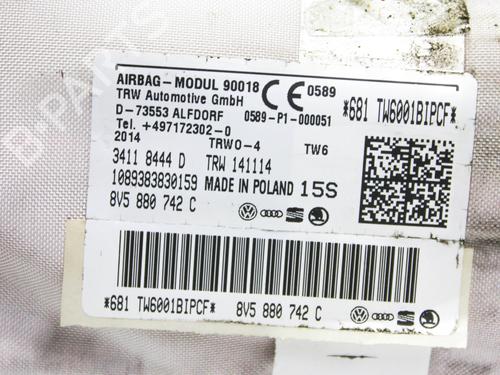 AIRBAG-MODUL 90018 CE 0589
TRW Automotive GmbH
D-73553 ALFDORF 0589-P1-000051
Tel. +497172302-0
2014 TRWO-4 TW6
3411 8444 D TRW 141114
1089383830159 MADE IN POLAND 15S
8V5 880 742 C
*681 TW6001BIPCF*
*681 TW6001BIPCF* 8V5 880 742 C